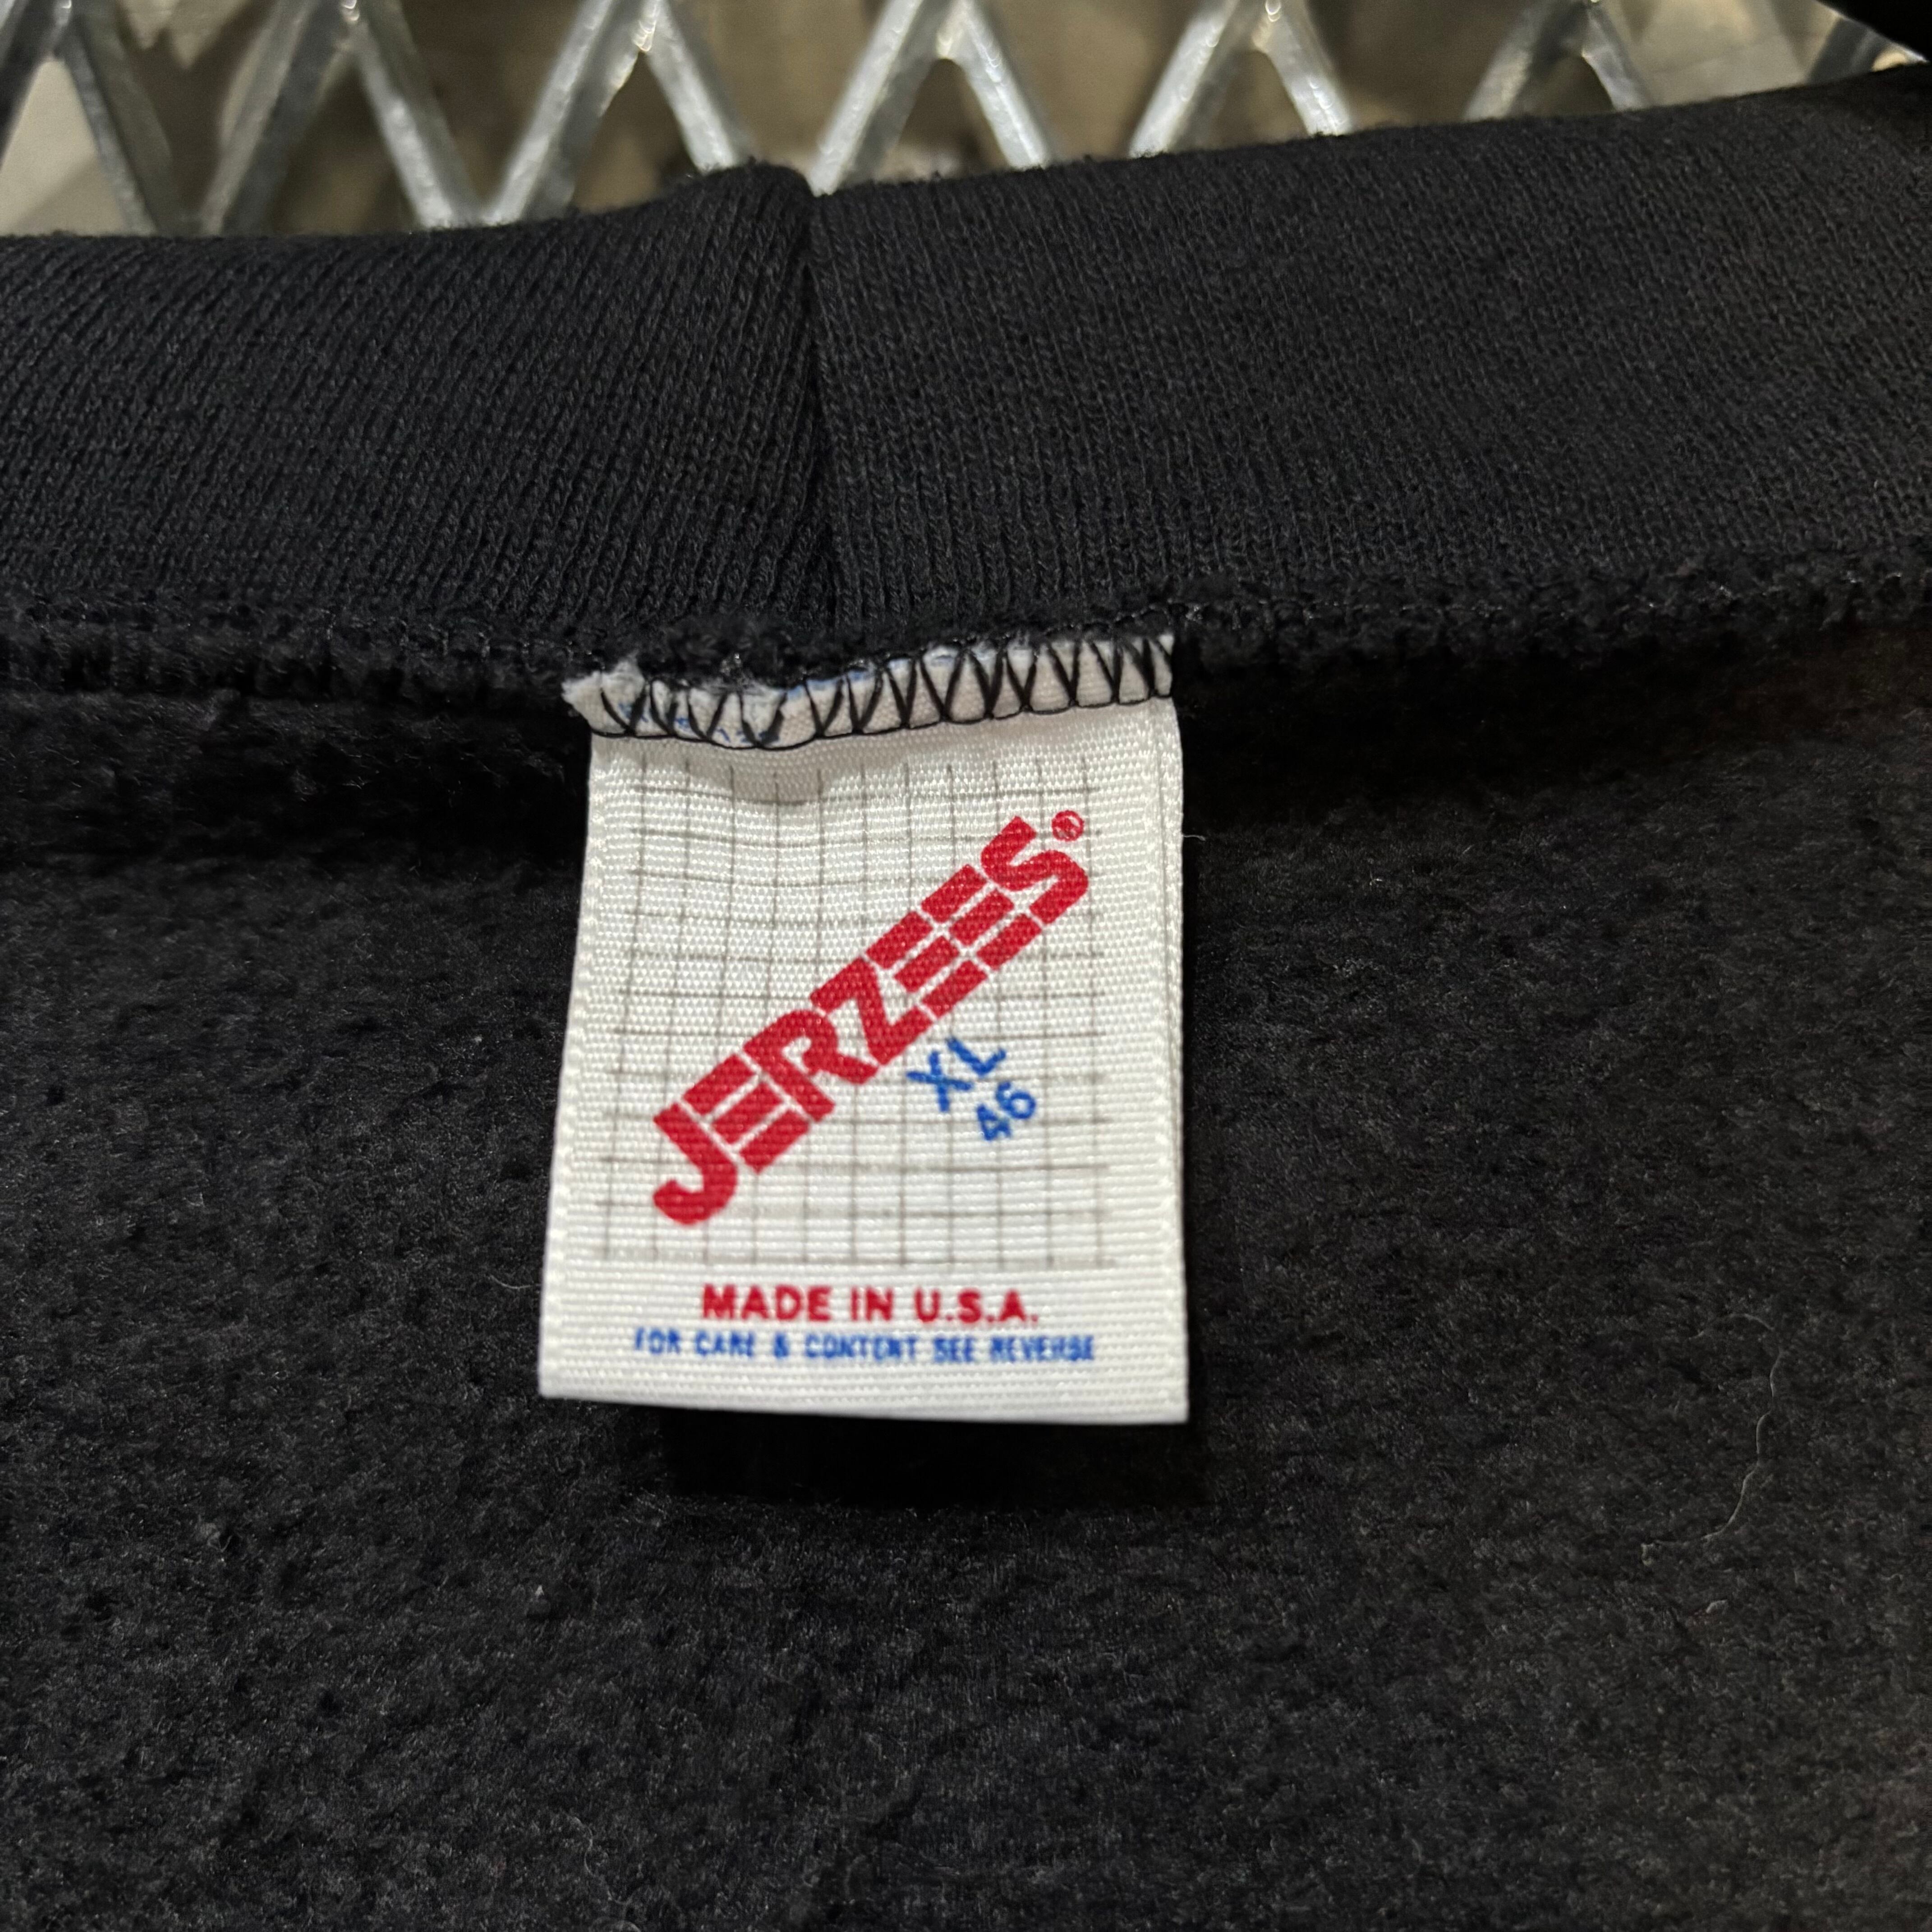 JERZEES®
XL
46
MADE IN U.S.A.
FOR CARE & CONTENT SEE REVERSE